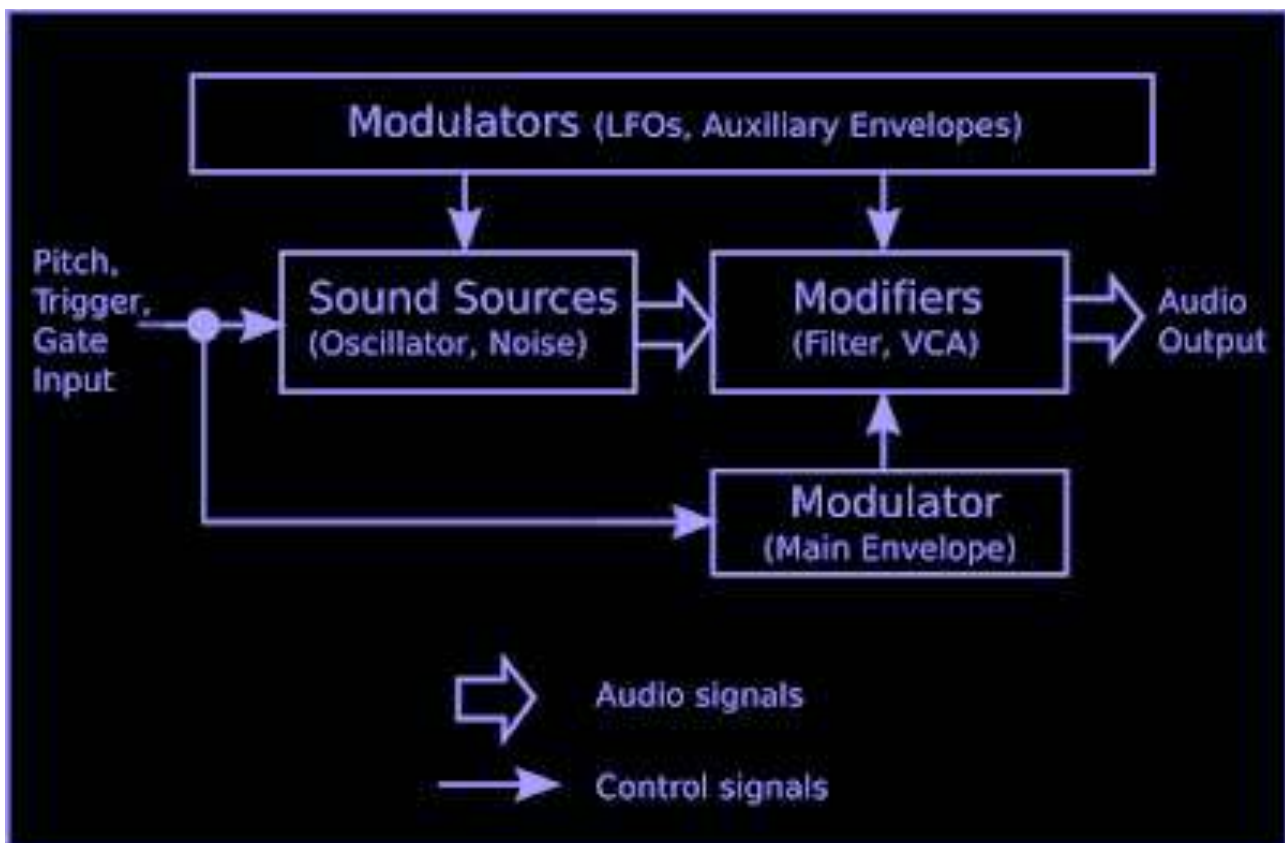 Modulators (LFOs, Auxillary Envelopes)
Pitch,
Trigger,
Gate
Input
Sound Sources
(Oscillator, Noise)
Modifiers
(Filter, VCA)
Audio
Output
Modulator
(Main Envelope)
Audio signals
Control signals